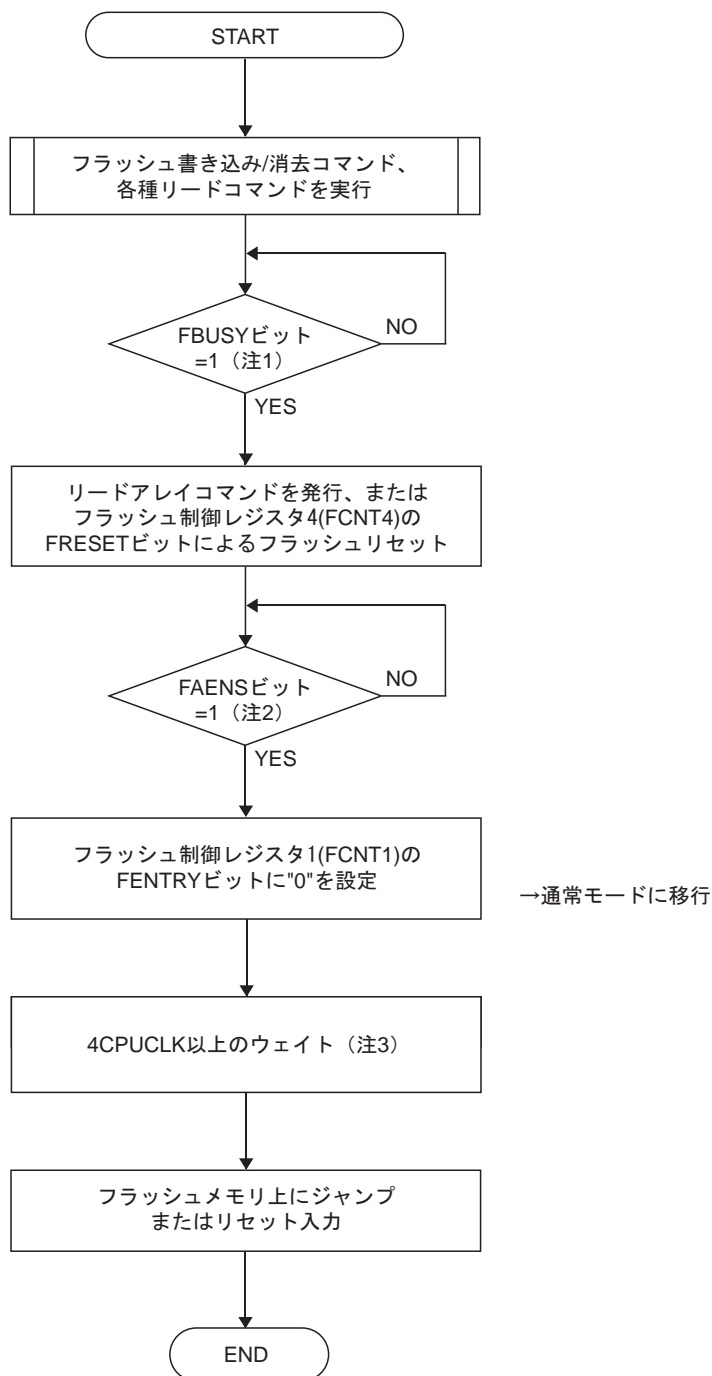 START
フラッシュ書き込み/消去コマンド、
各種リードコマンドを実行
FBUSYビット
=1（注1）
NO
YES
リードアレイコマンドを発行、または
フラッシュ制御レジスタ4(FCNT4)の
FRESETビットによるフラッシュリセット
FAENSビット
=1（注2）
NO
YES
フラッシュ制御レジスタ1(FCNT1)の
FENTRYビットに"0"を設定
→通常モードに移行
4CPUCLK以上のウェイト（注3）
フラッシュメモリ上にジャンプ
またはリセット入力
END